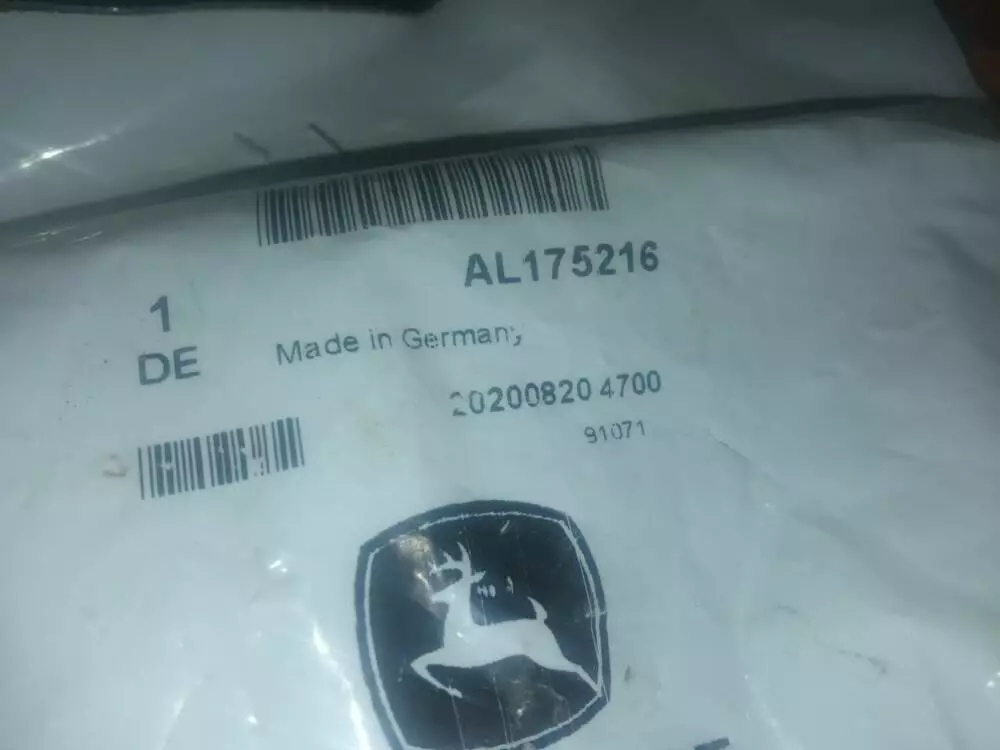 AL175216
1
DE
Made in Germany
20200820 4700
91071